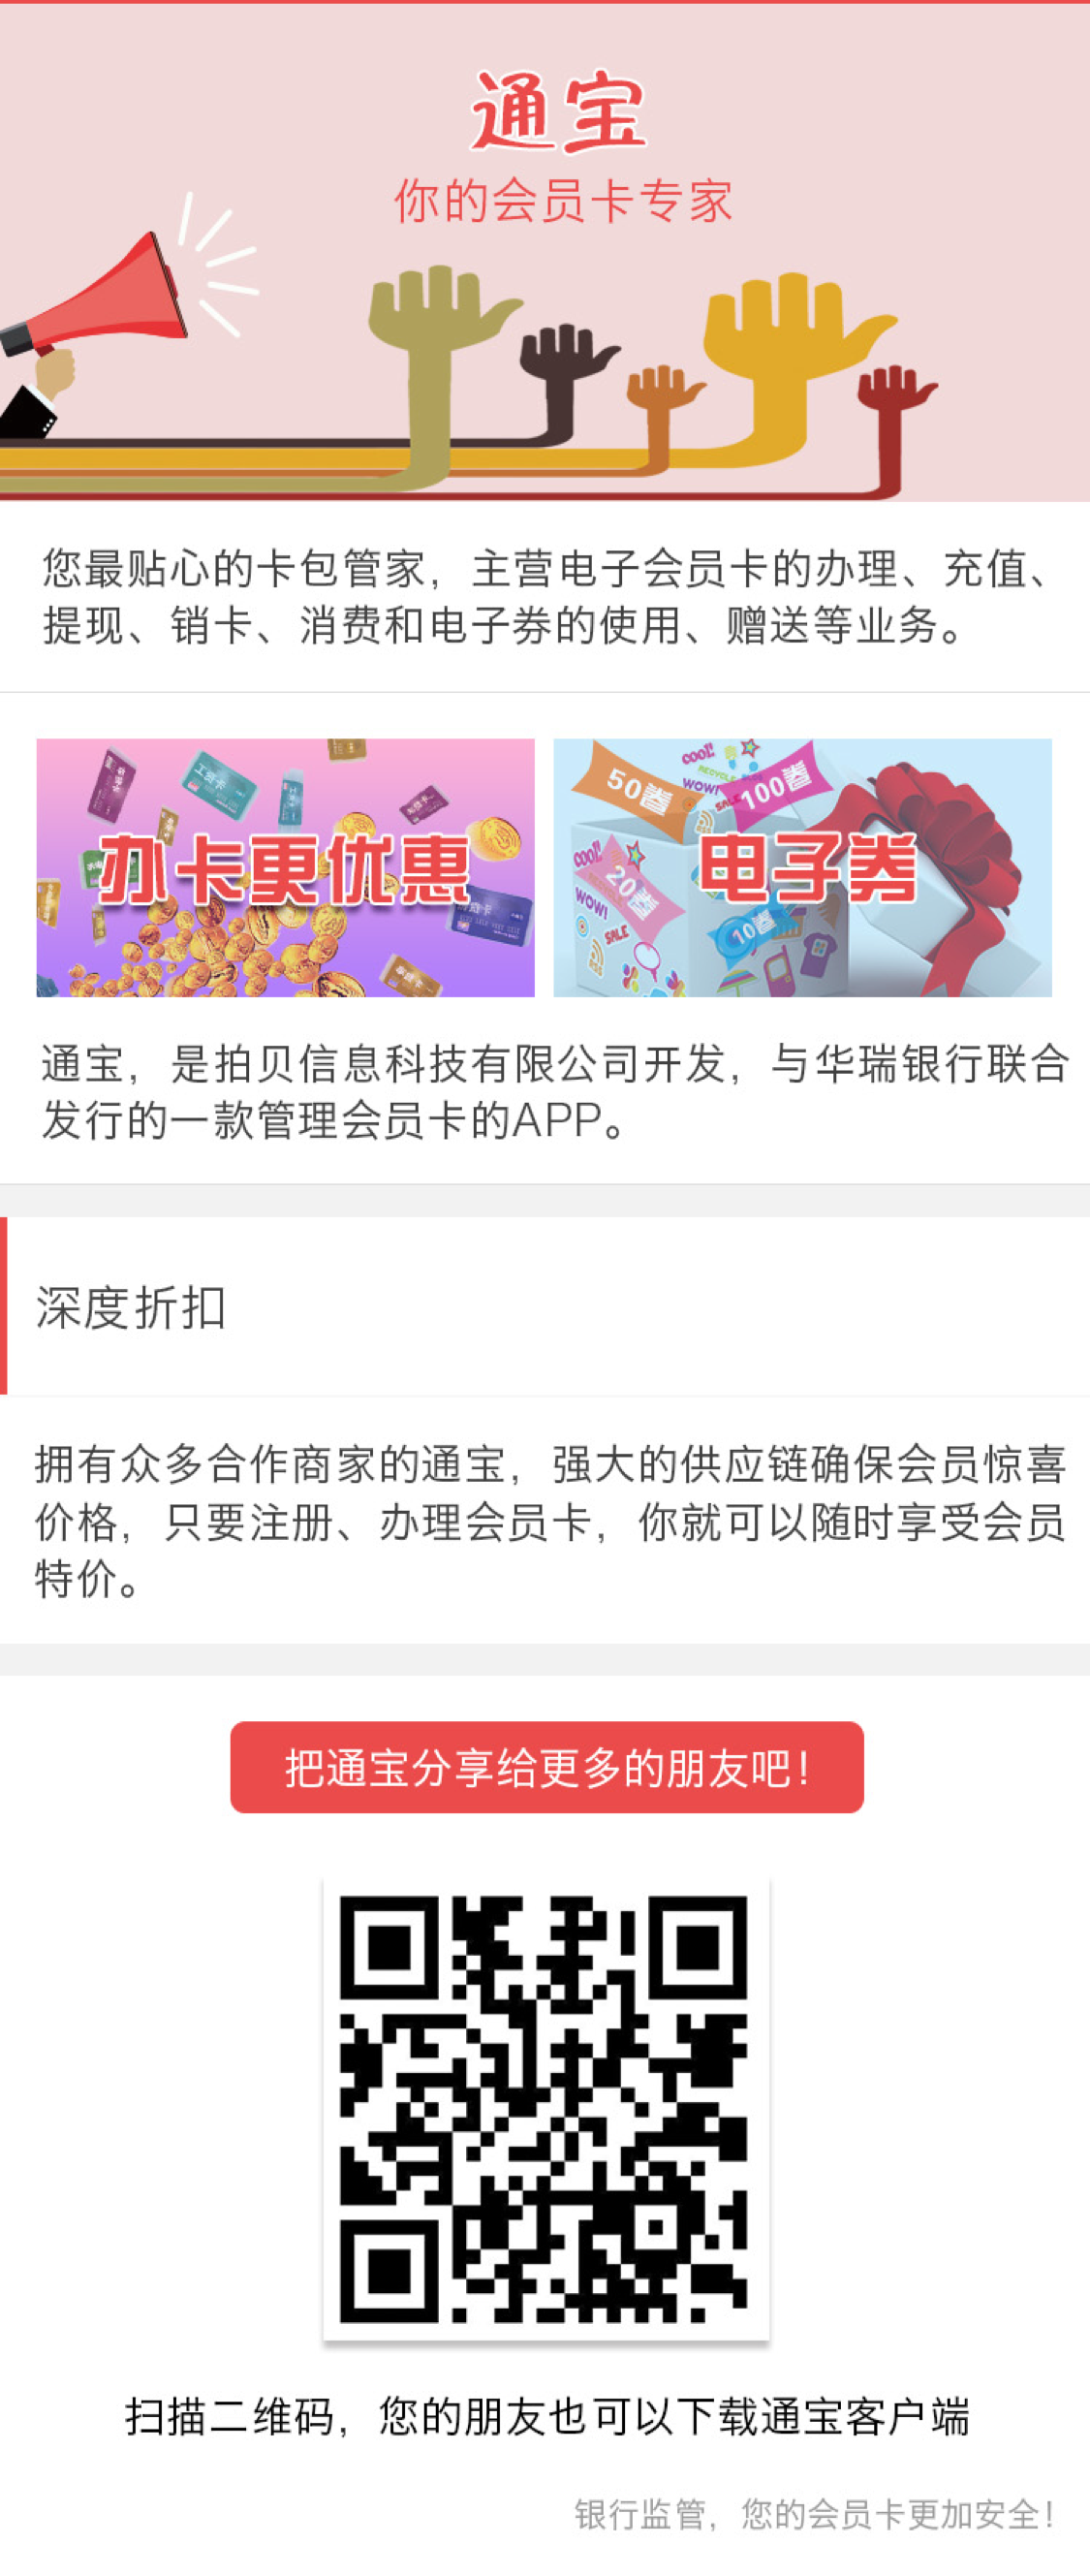 通宝
你的会员卡专家
您最贴心的卡包管家，主营电子会员卡的办理、充值、
提现、销卡、消费和电子券的使用、赠送等业务。
工资卡
办卡更优惠
cool!
RECYCLE
WOW!
SALE
50券
100券
cool!
20券
WOW!
SALE
10券
电子券
通宝，是拍贝信息科技有限公司开发，与华瑞银行联合
发行的一款管理会员卡的APP。
深度折扣
拥有众多合作商家的通宝，强大的供应链确保会员惊喜
价格，只要注册、办理会员卡，你就可以随时享受会员
特价。
把通宝分享给更多的朋友吧！
扫描二维码，您的朋友也可以下载通宝客户端
银行监管，您的会员卡更加安全！